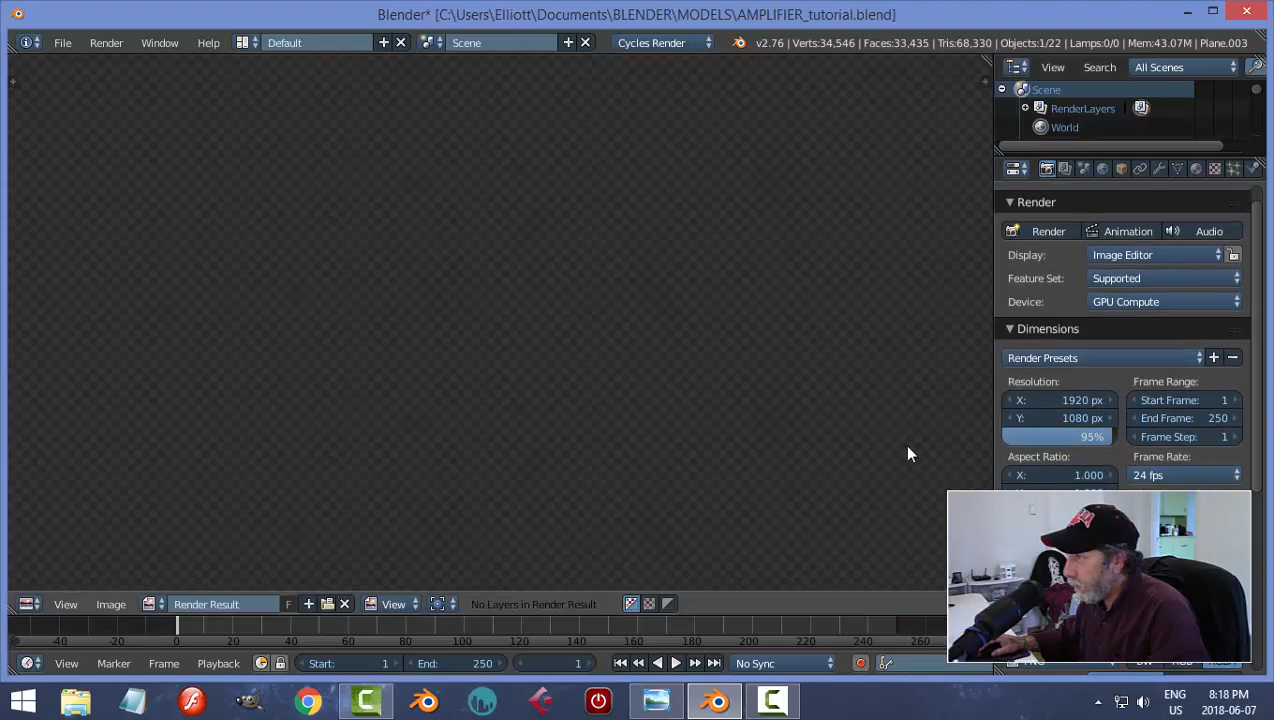 Blender* [C:\Users\Elliott\Documents\BLENDER\MODELS\AMPLIFIER_tutorial.blend]
File Render Window Help Default Scene Cycles Render v2.76 | Verts:34,546 | Faces:33,435 | Tris:68,330 | Objects:1/22 | Lamps:0/0 | Mem:43.07M | Plane.003
View Search All Scenes
Scene
RenderLayers
World
Render
Render Animation Audio
Display: Image Editor
Feature Set: Supported
Device: GPU Compute
Dimensions
Render Presets
Resolution: Frame Range:
X: 1920 px Start Frame: 1
Y: 1080 px End Frame: 250
95% Frame Step: 1
Aspect Ratio: Frame Rate:
X: 1.000 24 fps
View Image Render Result F View No Layers in Render Result
-40 -20 0 20 40 60 80 100 120 140 160 180 200 220 240 260
View Marker Frame Playback Start: 1 End: 250 1 No Sync
ENG 8:18 PM
US 2018-06-07